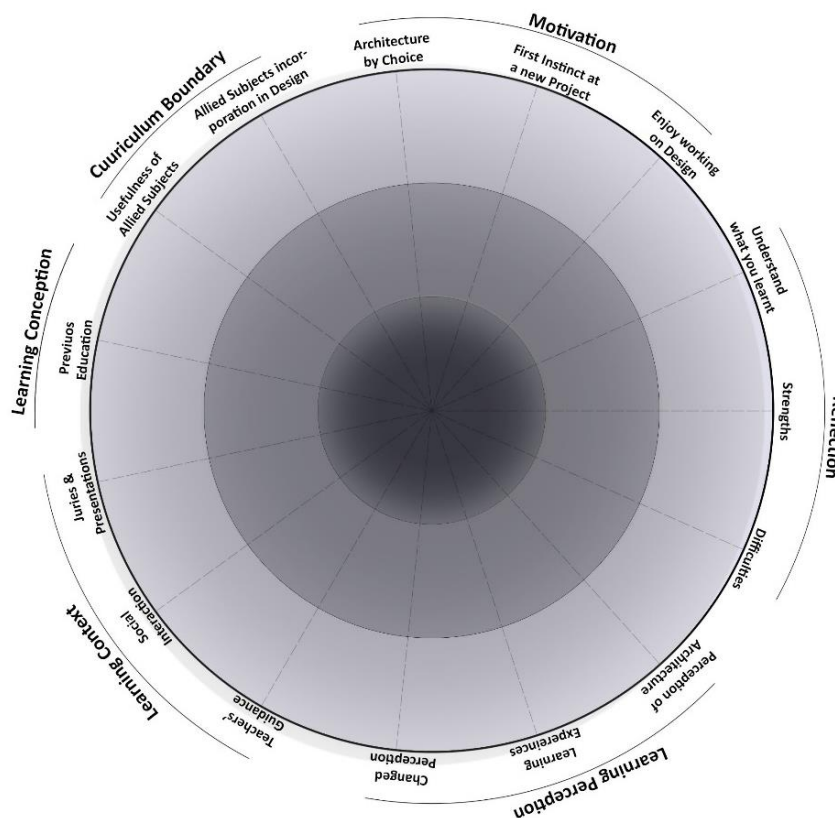 Motivation
Architecture
by Choice
First Instinct at
a new Project
Enjoy working
on Design
Understand
what you learnt
Strengths
Difficulties
Perception of
Architecture
Learning
Expereinces
Learning Perception
Changed
Perception
Teachers'
Guidance
Social
Interaction
Learning Context
Juries &
Presentations
Previuos
Education
Learning Conception
Usefulness of
Allied Subjects
Cuuriculum Boundary
Allied Subjects incor-
poration in Design